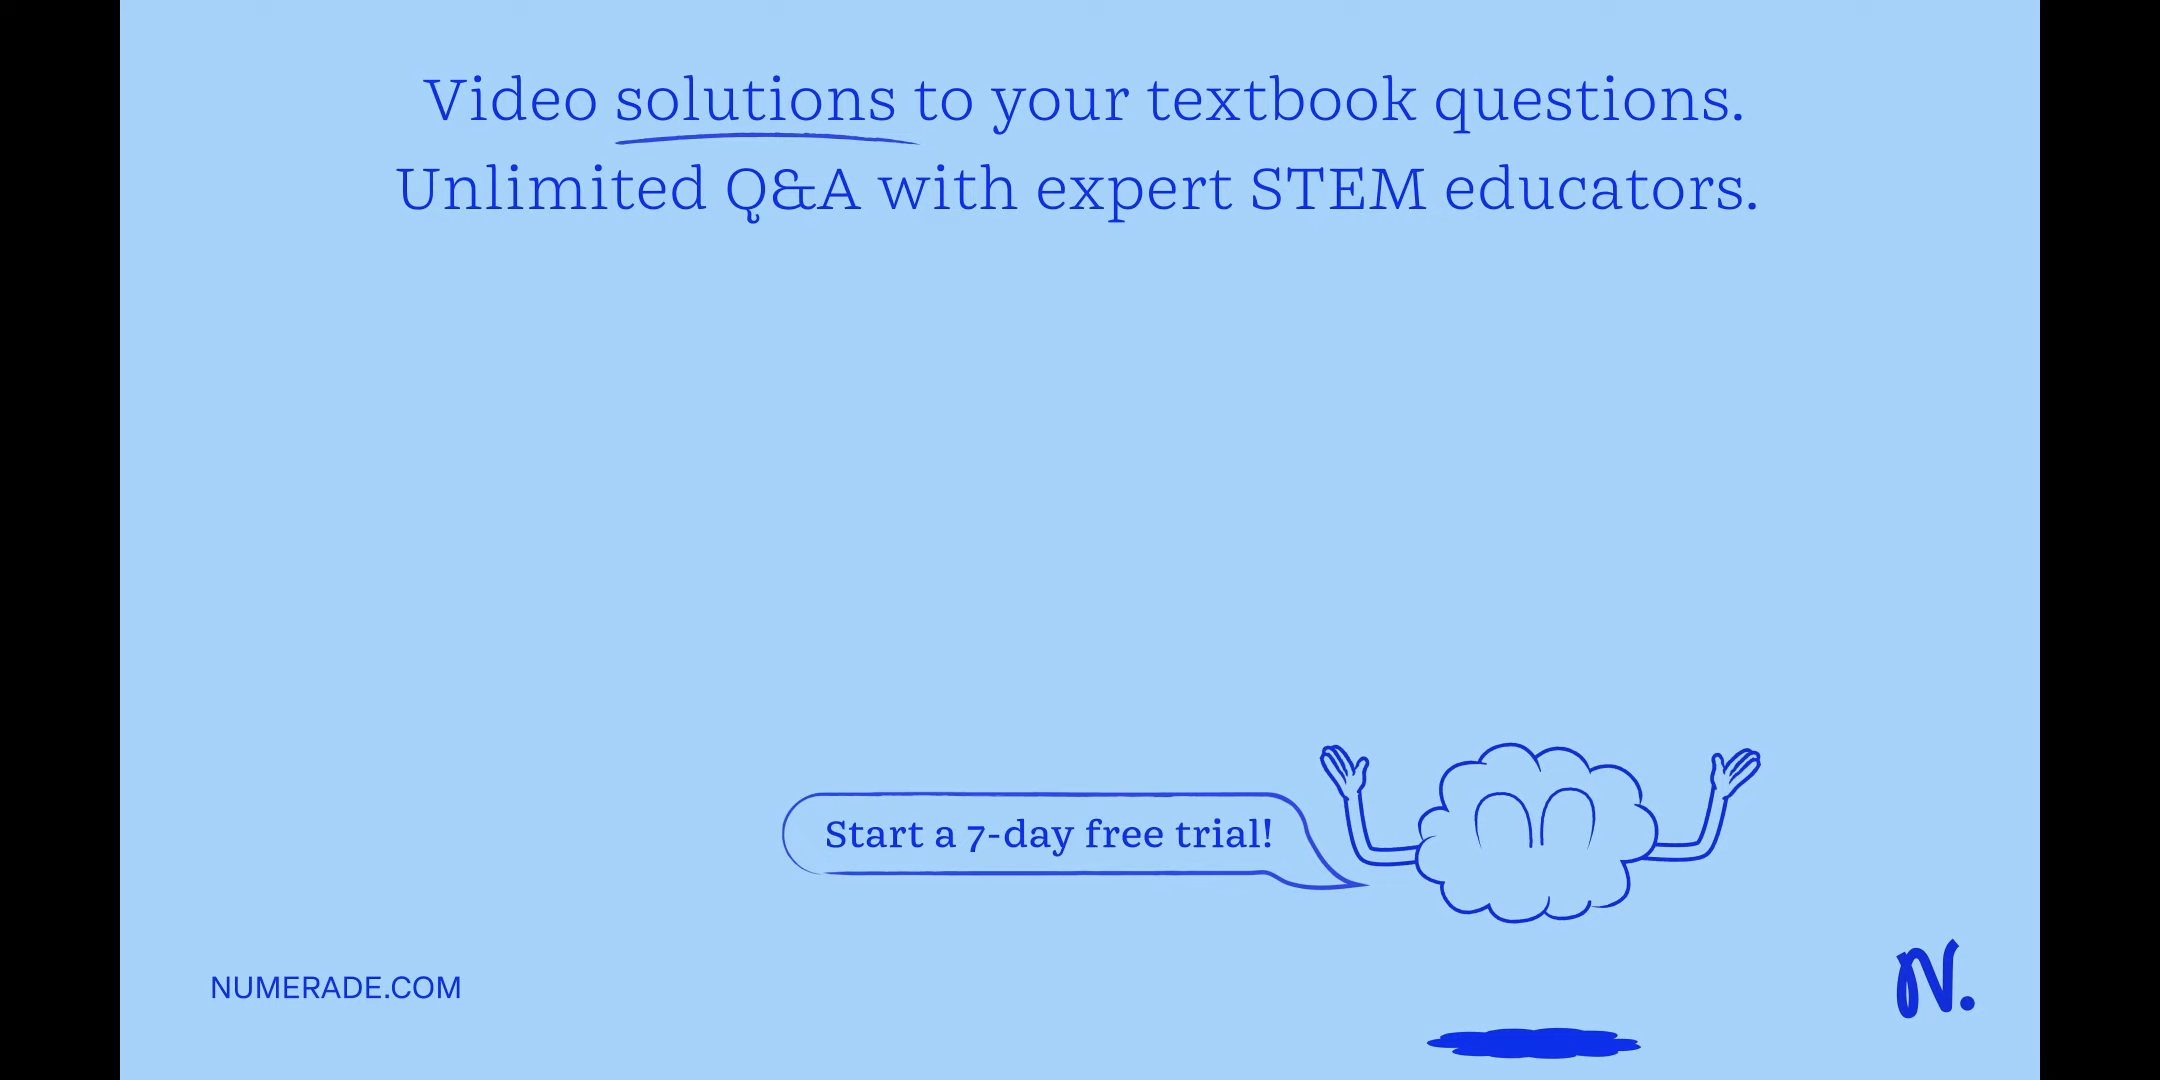 Video solutions to your textbook questions.
Unlimited Q&A with expert STEM educators.
Start a 7-day free trial!
NUMERADE.COM
N.